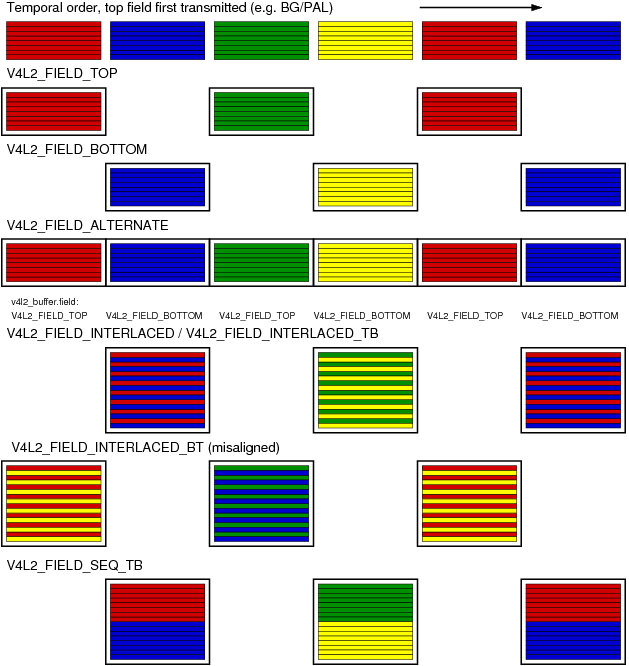 Temporal order, top field first transmitted (e.g. BG/PAL)
V4L2_FIELD_TOP
V4L2_FIELD_BOTTOM
V4L2_FIELD_ALTERNATE
v4l2_buffer.field:
V4L2_FIELD_TOP V4L2_FIELD_BOTTOM V4L2_FIELD_TOP V4L2_FIELD_BOTTOM V4L2_FIELD_TOP V4L2_FIELD_BOTTOM
V4L2_FIELD_INTERLACED / V4L2_FIELD_INTERLACED_TB
V4L2_FIELD_INTERLACED_BT (misaligned)
V4L2_FIELD_SEQ_TB